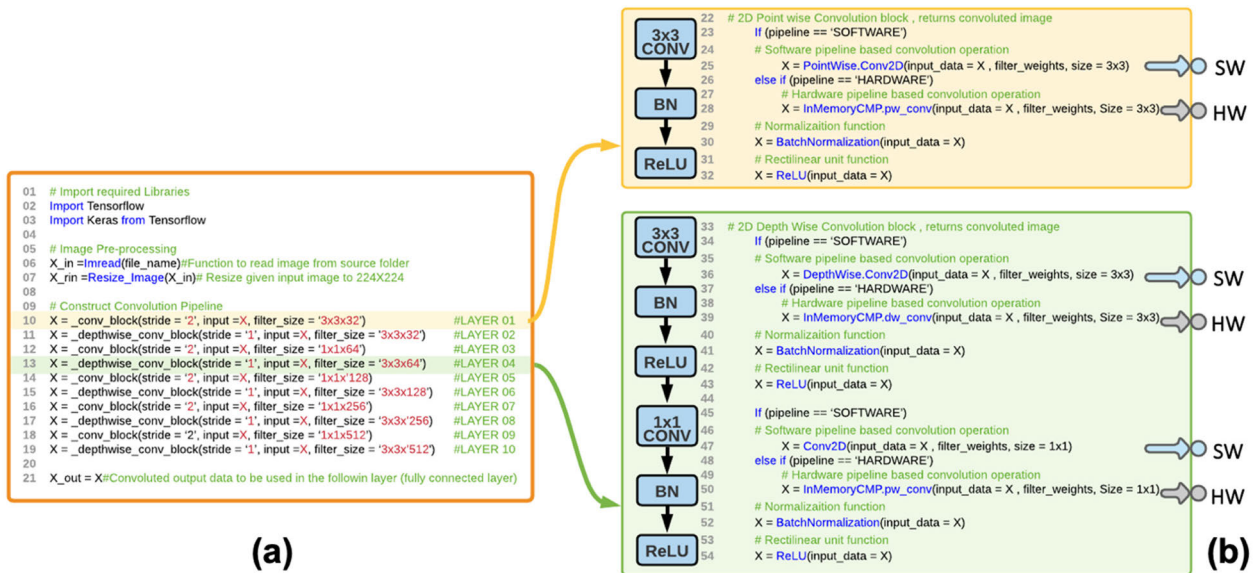 01 # Import required Libraries
02 Import Tensorflow
03 Import Keras from Tensorflow
04
05 # Image Pre-processing
06 X_in =Imread(file_name)#Function to read image from source folder
07 X_rin =Resize_Image(X_in)# Resize given input image to 224X224
08
09 # Construct Convolution Pipeline
10 X = _conv_block(stride = '2', input =X, filter_size = '3x3x32') #LAYER 01
11 X = _depthwise_conv_block(stride = '1', input =X, filter_size = '3x3x32') #LAYER 02
12 X = _conv_block(stride = '2', input =X, filter_size = '1x1x64') #LAYER 03
13 X = _depthwise_conv_block(stride = '1', input =X, filter_size = '3x3x64') #LAYER 04
14 X = _conv_block(stride = '2', input =X, filter_size = '1x1x'128) #LAYER 05
15 X = _depthwise_conv_block(stride = '1', input =X, filter_size = '3x3x128') #LAYER 06
16 X = _conv_block(stride = '2', input =X, filter_size = '1x1x256') #LAYER 07
17 X = _depthwise_conv_block(stride = '1', input =X, filter_size = '3x3x'256) #LAYER 08
18 X = _conv_block(stride = '2', input =X, filter_size = '1x1x512') #LAYER 09
19 X = _depthwise_conv_block(stride = '1', input =X, filter_size = '3x3x'512') #LAYER 10
20
21 X_out = X#Convoluted output data to be used in the followin layer (fully connected layer)
(a)
3x3
CONV
BN
ReLU
22 # 2D Point wise Convolution block , returns convoluted image
23 If (pipeline == 'SOFTWARE')
24 # Software pipeline based convolution operation
25 X = PointWise.Conv2D(input_data = X , filter_weights, size = 3x3) SW
26 else if (pipeline == 'HARDWARE')
27 # Hardware pipeline based convolution operation
28 X = InMemoryCMP.pw_conv(input_data = X , filter_weights, Size = 3x3) HW
29 # Normalizaition function
30 X = BatchNormalization(input_data = X)
31 # Rectilinear unit function
32 X = ReLU(input_data = X)
3x3
CONV
BN
ReLU
1x1
CONV
BN
ReLU
33 # 2D Depth Wise Convolution block , returns convoluted image
34 If (pipeline == 'SOFTWARE')
35 # Software pipeline based convolution operation
36 X = DepthWise.Conv2D(input_data = X , filter_weights, size = 3x3) SW
37 else if (pipeline == 'HARDWARE')
38 # Hardware pipeline based convolution operation
39 X = InMemoryCMP.dw_conv(input_data = X , filter_weights, Size = 3x3) HW
40 # Normalizaition function
41 X = BatchNormalization(input_data = X)
42 # Rectilinear unit function
43 X = ReLU(input_data = X)
44
45 If (pipeline == 'SOFTWARE')
46 # Software pipeline based convolution operation
47 X = Conv2D(input_data = X , filter_weights, size = 1x1) SW
48 else if (pipeline == 'HARDWARE')
49 # Hardware pipeline based convolution operation
50 X = InMemoryCMP.pw_conv(input_data = X , filter_weights, Size = 1x1) HW
51 # Normalizaition function
52 X = BatchNormalization(input_data = X)
53 # Rectilinear unit function
54 X = ReLU(input_data = X)
(b)